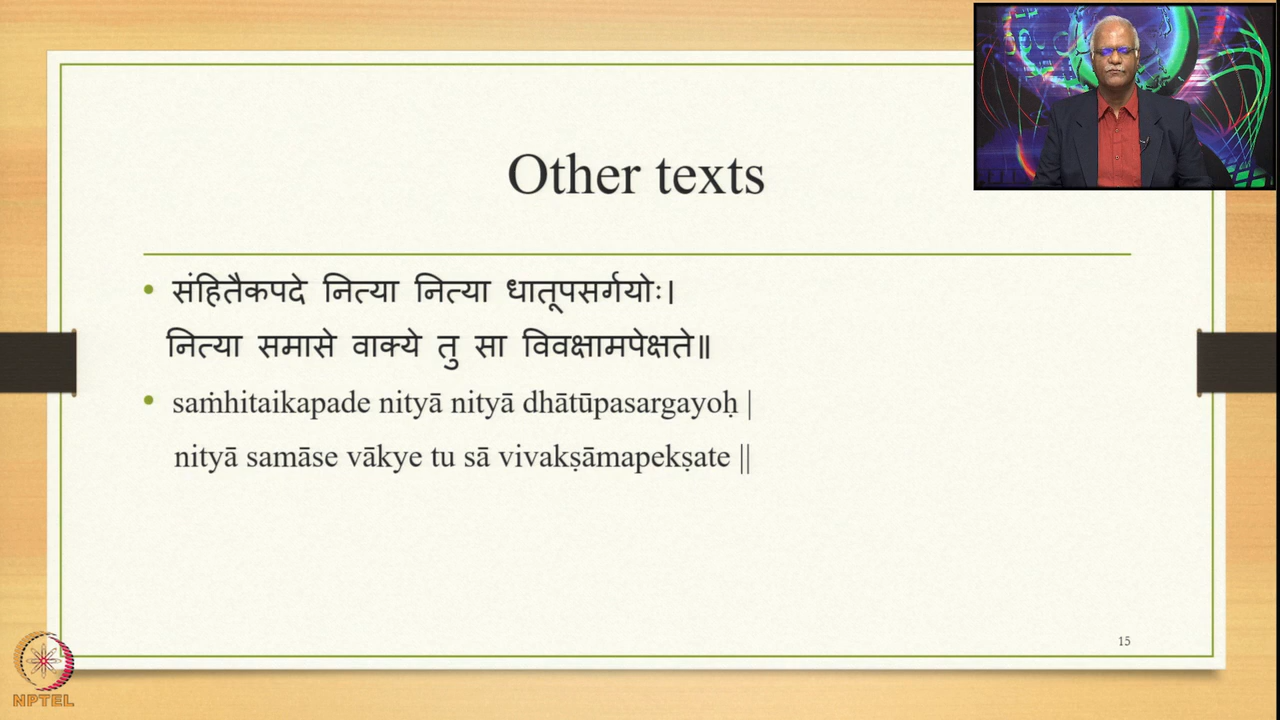 Other texts
संहितैकपदे नित्या नित्या धातूपसर्गयोः।
नित्या समासे वाक्ये तु सा विवक्षामपेक्षते॥
saṁhitaikapade nityā nityā dhātūpasargayoḥ |
nityā samāse vākye tu sā vivakṣāmapekṣate ||
15
NPTEL